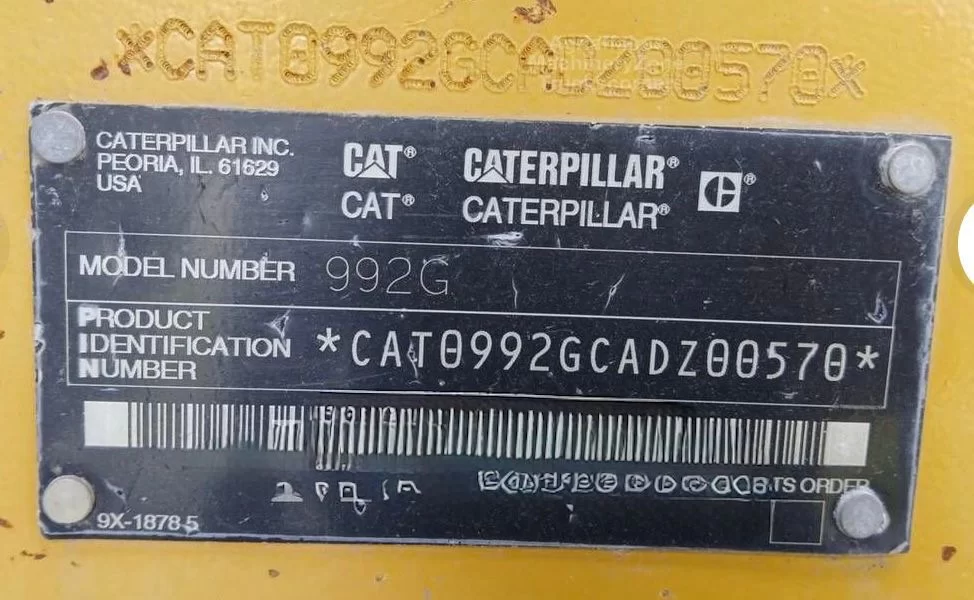 *CAT0992GCADZ00570*
CATERPILLAR INC.
PEORIA, IL. 61629
USA
CAT®
CAT®
CATERPILLAR®
CATERPILLAR®
C®
MODEL NUMBER 992G
PRODUCT
IDENTIFICATION
NUMBER
*CAT0992GCADZ00570*
ORDER
9X-1878 5